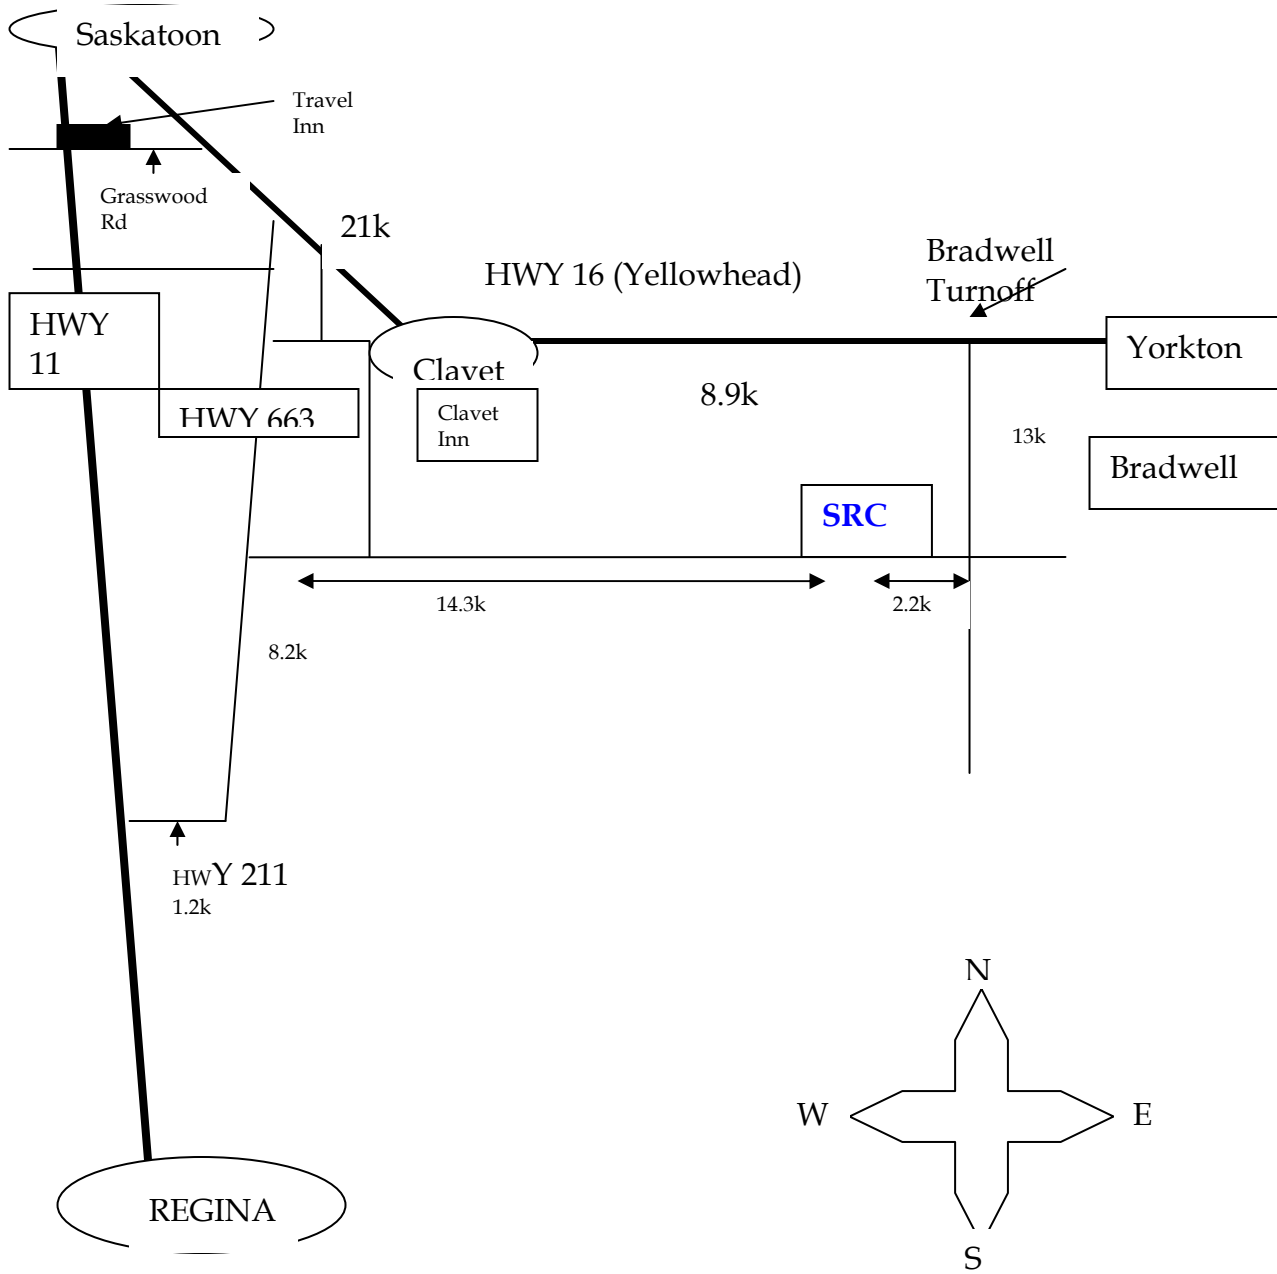 Saskatoon
Travel
Inn
Grasswood
Rd
21k
HWY 16 (Yellowhead)
Bradwell
Turnoff
HWY
11
Yorkton
Clavet
HWY 663
Clavet
Inn
8.9k
13k
Bradwell
SRC
14.3k
2.2k
8.2k
HWY 211
1.2k
N
W
E
S
REGINA